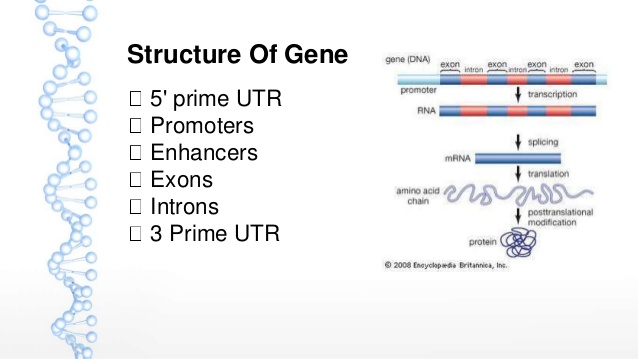 Structure Of Gene
5' prime UTR
Promoters
Enhancers
Exons
Introns
3 Prime UTR
gene (DNA)
exon intron exon intron exon intron exon
promoter
transcription
RNA
splicing
mRNA
translation
amino acid
chain
posttranslational
modification
protein
© 2008 Encyclopædia Britannica, Inc.